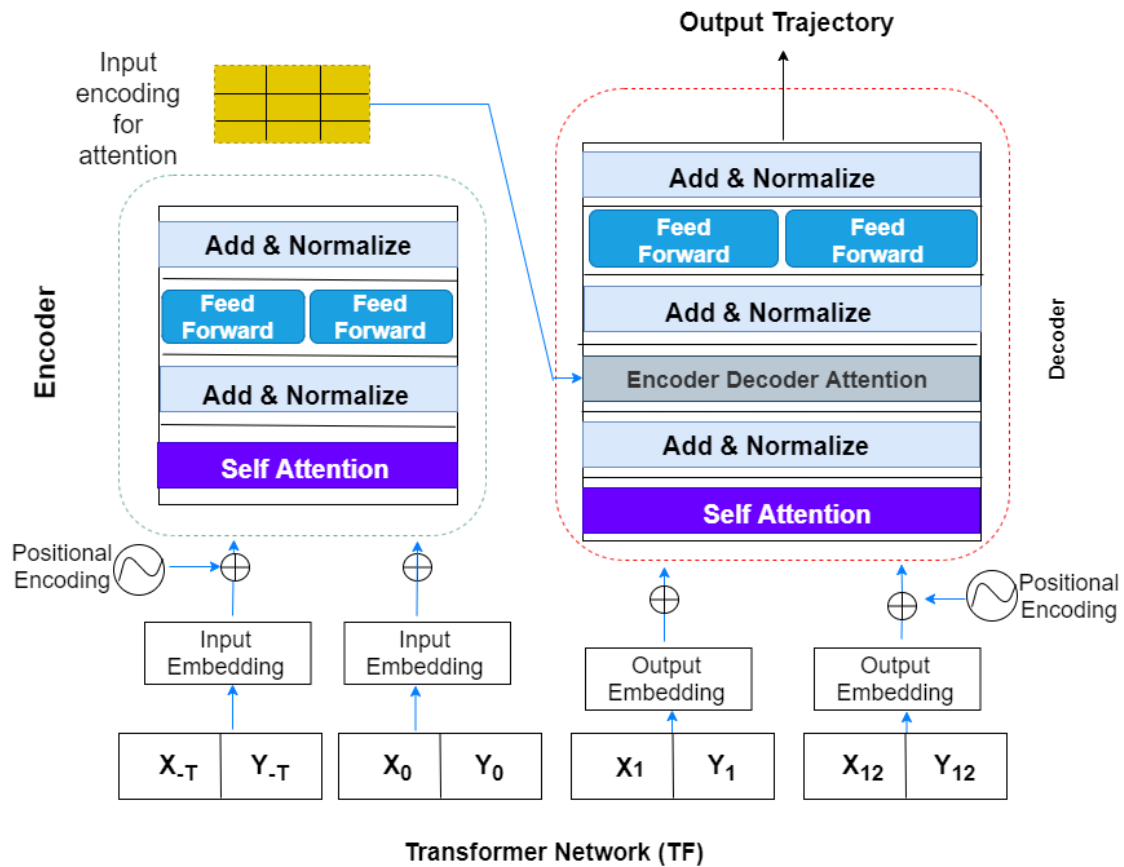 Output Trajectory
Input
encoding
for
attention
Encoder
Add & Normalize
Feed
Forward
Feed
Forward
Add & Normalize
Self Attention
Add & Normalize
Feed
Forward
Feed
Forward
Add & Normalize
Encoder Decoder Attention
Add & Normalize
Self Attention
Decoder
Positional
Encoding
Positional
Encoding
Input
Embedding
Input
Embedding
Output
Embedding
Output
Embedding
X-T Y-T
X0 Y0
X1 Y1
X12 Y12
Transformer Network (TF)